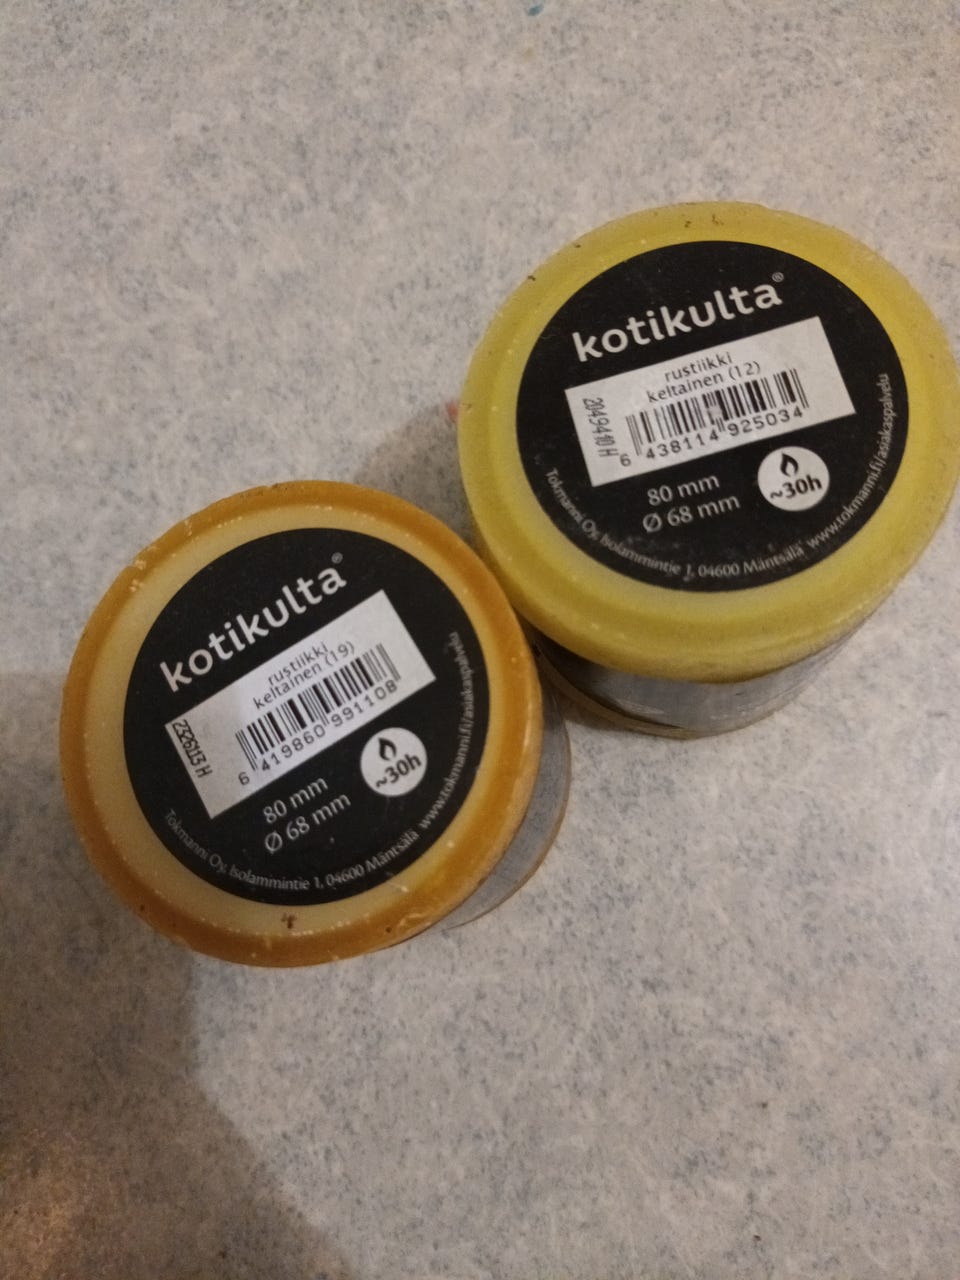 kotikulta®
rustiikki
keltainen (12)
2049410 H
6 438114 925034
80 mm
Ø 68 mm
~30h
Tokmanni Oy, Isolammintie 1, 04600 Mäntsälä www.tokmanni.fi/asiakaspalvelu
kotikulta®
rustiikki
keltainen (19)
2326113 H
6 419860 991108
80 mm
Ø 68 mm
~30h
Tokmanni Oy, Isolammintie 1, 04600 Mäntsälä www.tokmanni.fi/asiakaspalvelu